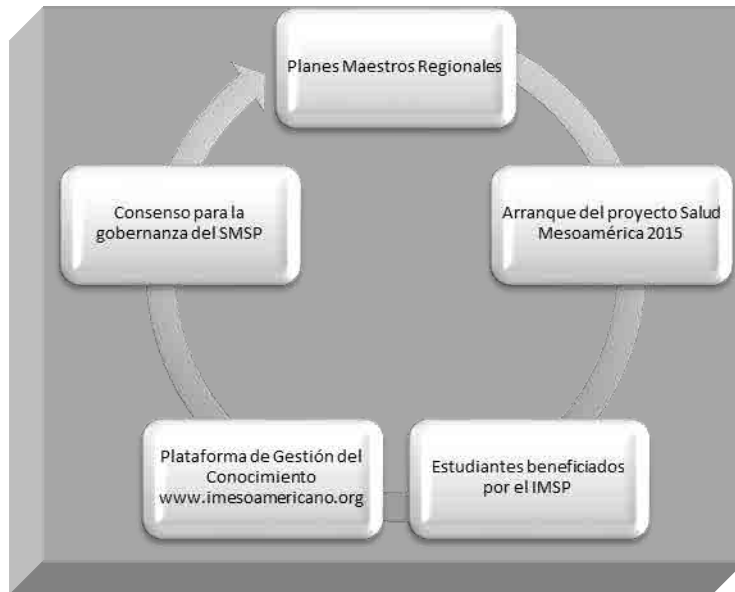 Planes Maestros Regionales
Arranque del proyecto Salud
Mesoamérica 2015
Estudiantes beneficiados
por el IMSP
Plataforma de Gestión del
Conocimiento
www.imesoamericano.org
Consenso para la
gobernanza del SMSP